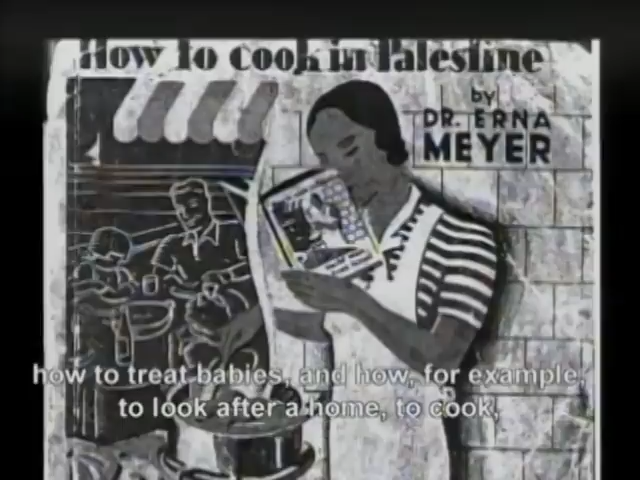 How to Cook in Palestine
by
DR. ERNA
MEYER
how to treat babies, and how, for example,
to look after a home, to cook,